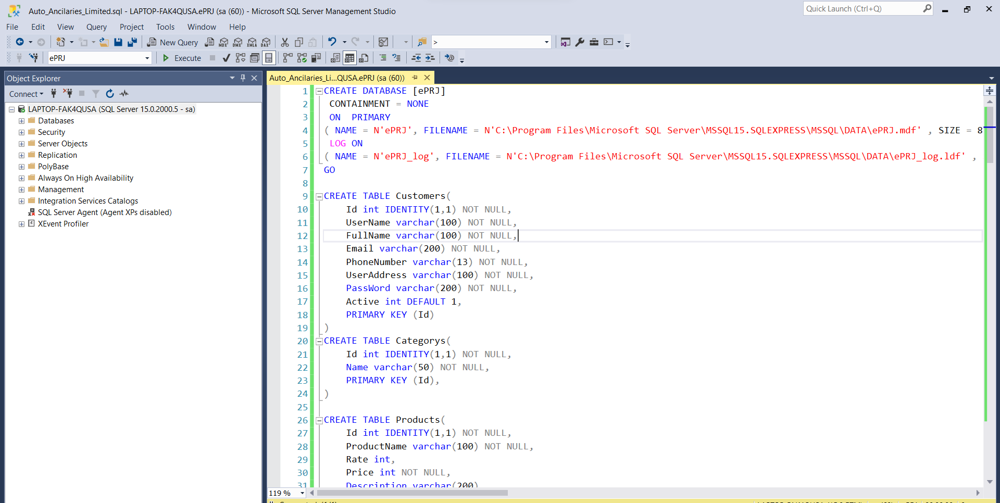 Auto_Ancilaries_Limited.sql - LAPTOP-FAK4QUSA.ePRJ (sa (60)) - Microsoft SQL Server Management Studio
Quick Launch (Ctrl+Q)
File Edit View Query Project Tools Window Help
New Query MDX DMX XMLA DAX >
ePRJ Execute
Object Explorer
Connect
LAPTOP-FAK4QUSA (SQL Server 15.0.2000.5 - sa)
Databases
Security
Server Objects
Replication
PolyBase
Always On High Availability
Management
Integration Services Catalogs
SQL Server Agent (Agent XPs disabled)
XEvent Profiler
Auto_Ancilaries_Li...QUSA.ePRJ (sa (60))
1 CREATE DATABASE [ePRJ]
2 CONTAINMENT = NONE
3 ON PRIMARY
4 ( NAME = N'ePRJ', FILENAME = N'C:\Program Files\Microsoft SQL Server\MSSQL15.SQLEXPRESS\MSSQL\DATA\ePRJ.mdf' , SIZE = 8
5 LOG ON
6 ( NAME = N'ePRJ_log', FILENAME = N'C:\Program Files\Microsoft SQL Server\MSSQL15.SQLEXPRESS\MSSQL\DATA\ePRJ_log.ldf' ,
7 GO
8
9 CREATE TABLE Customers(
10 Id int IDENTITY(1,1) NOT NULL,
11 UserName varchar(100) NOT NULL,
12 FullName varchar(100) NOT NULL,
13 Email varchar(200) NOT NULL,
14 PhoneNumber varchar(13) NOT NULL,
15 UserAddress varchar(100) NOT NULL,
16 PassWord varchar(200) NOT NULL,
17 Active int DEFAULT 1,
18 PRIMARY KEY (Id)
19 )
20 CREATE TABLE Categorys(
21 Id int IDENTITY(1,1) NOT NULL,
22 Name varchar(50) NOT NULL,
23 PRIMARY KEY (Id),
24 )
25
26 CREATE TABLE Products(
27 Id int IDENTITY(1,1) NOT NULL,
28 ProductName varchar(100) NOT NULL,
29 Rate int,
30 Price int NOT NULL,
31 Description varchar(200)
119 %